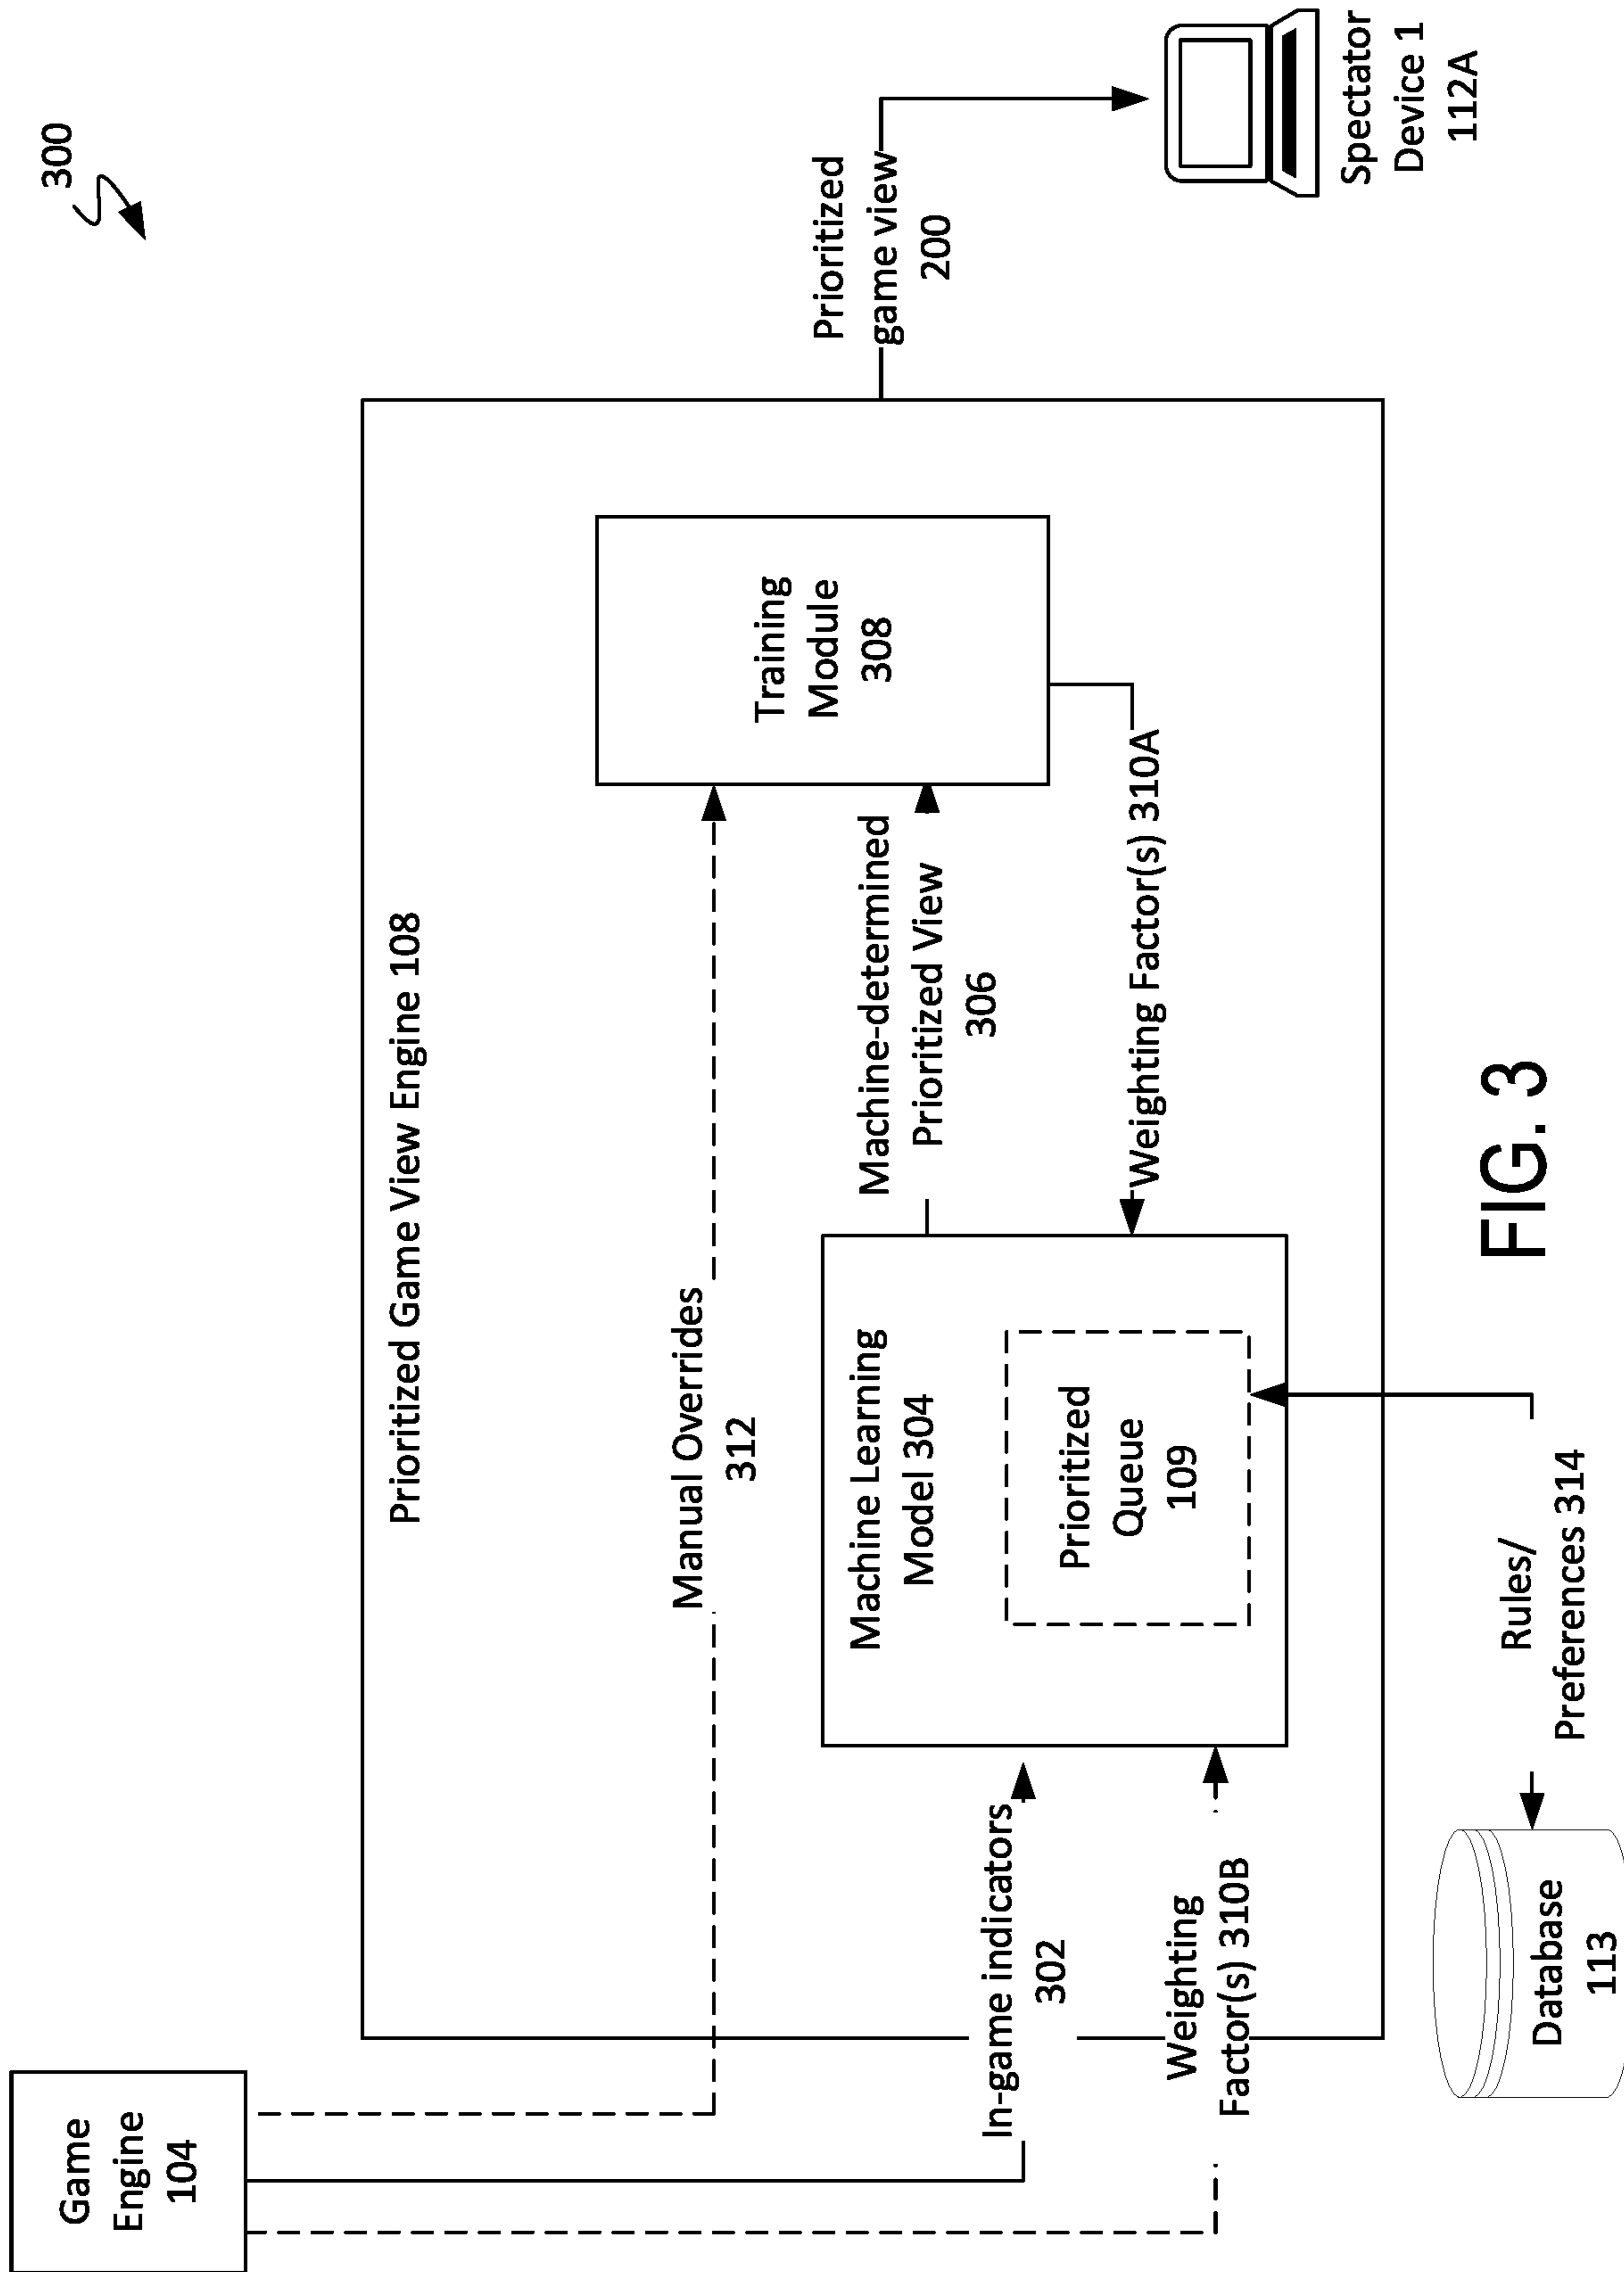 300
Game
Engine
104
Prioritized Game View Engine 108
Manual Overrides
312
Training
Module
308
Machine-determined
Prioritized View
306
Machine Learning
Model 304
Prioritized
Queue
109
In-game indicators
302
Weighting
Factor(s) 310B
Weighting Factor(s) 310A
Prioritized
game view
200
Spectator
Device 1
112A
Database
113
Rules/
Preferences 314
FIG. 3